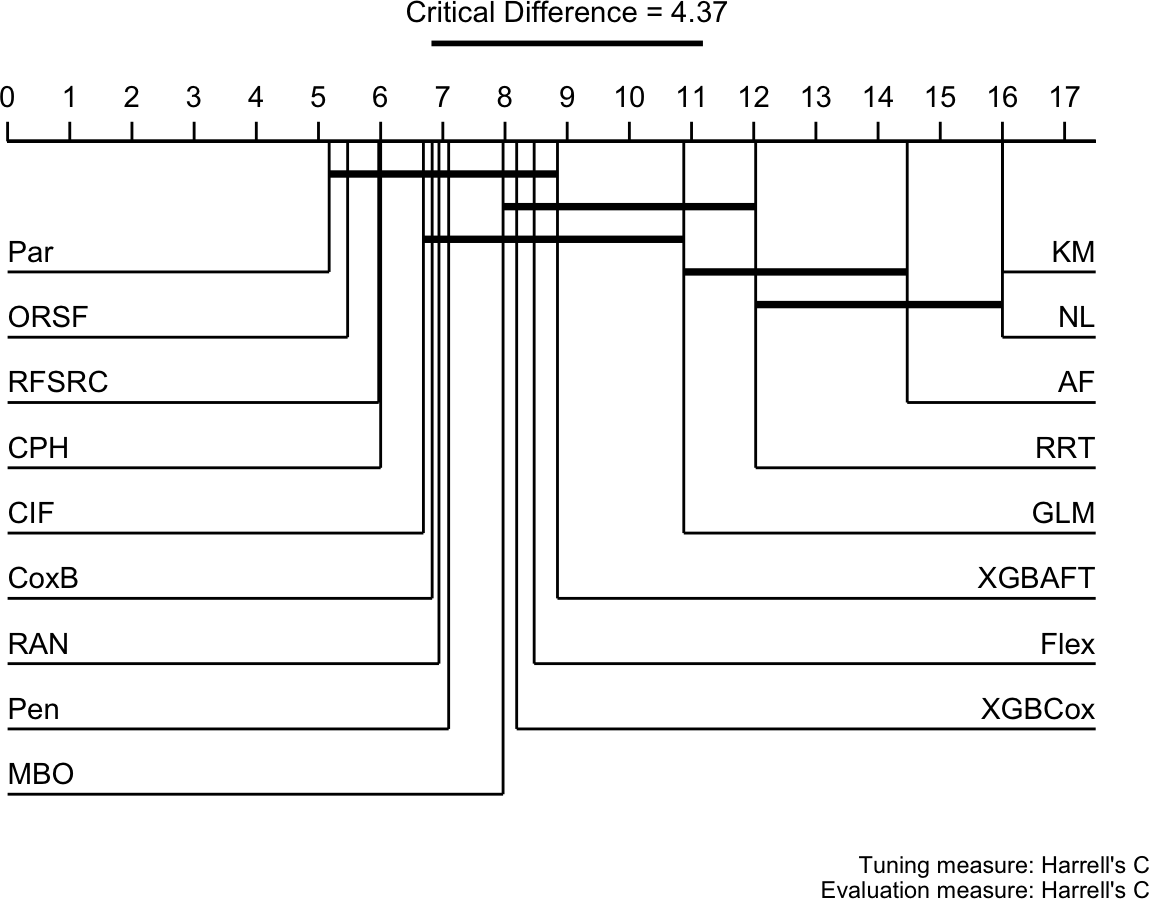 Critical Difference = 4.37
0 1 2 3 4 5 6 7 8 9 10 11 12 13 14 15 16 17
Par KM
ORSF NL
RFSRC AF
CPH RRT
CIF GLM
CoxB XGBAFT
RAN Flex
Pen XGBCox
MBO
Tuning measure: Harrell's C
Evaluation measure: Harrell's C